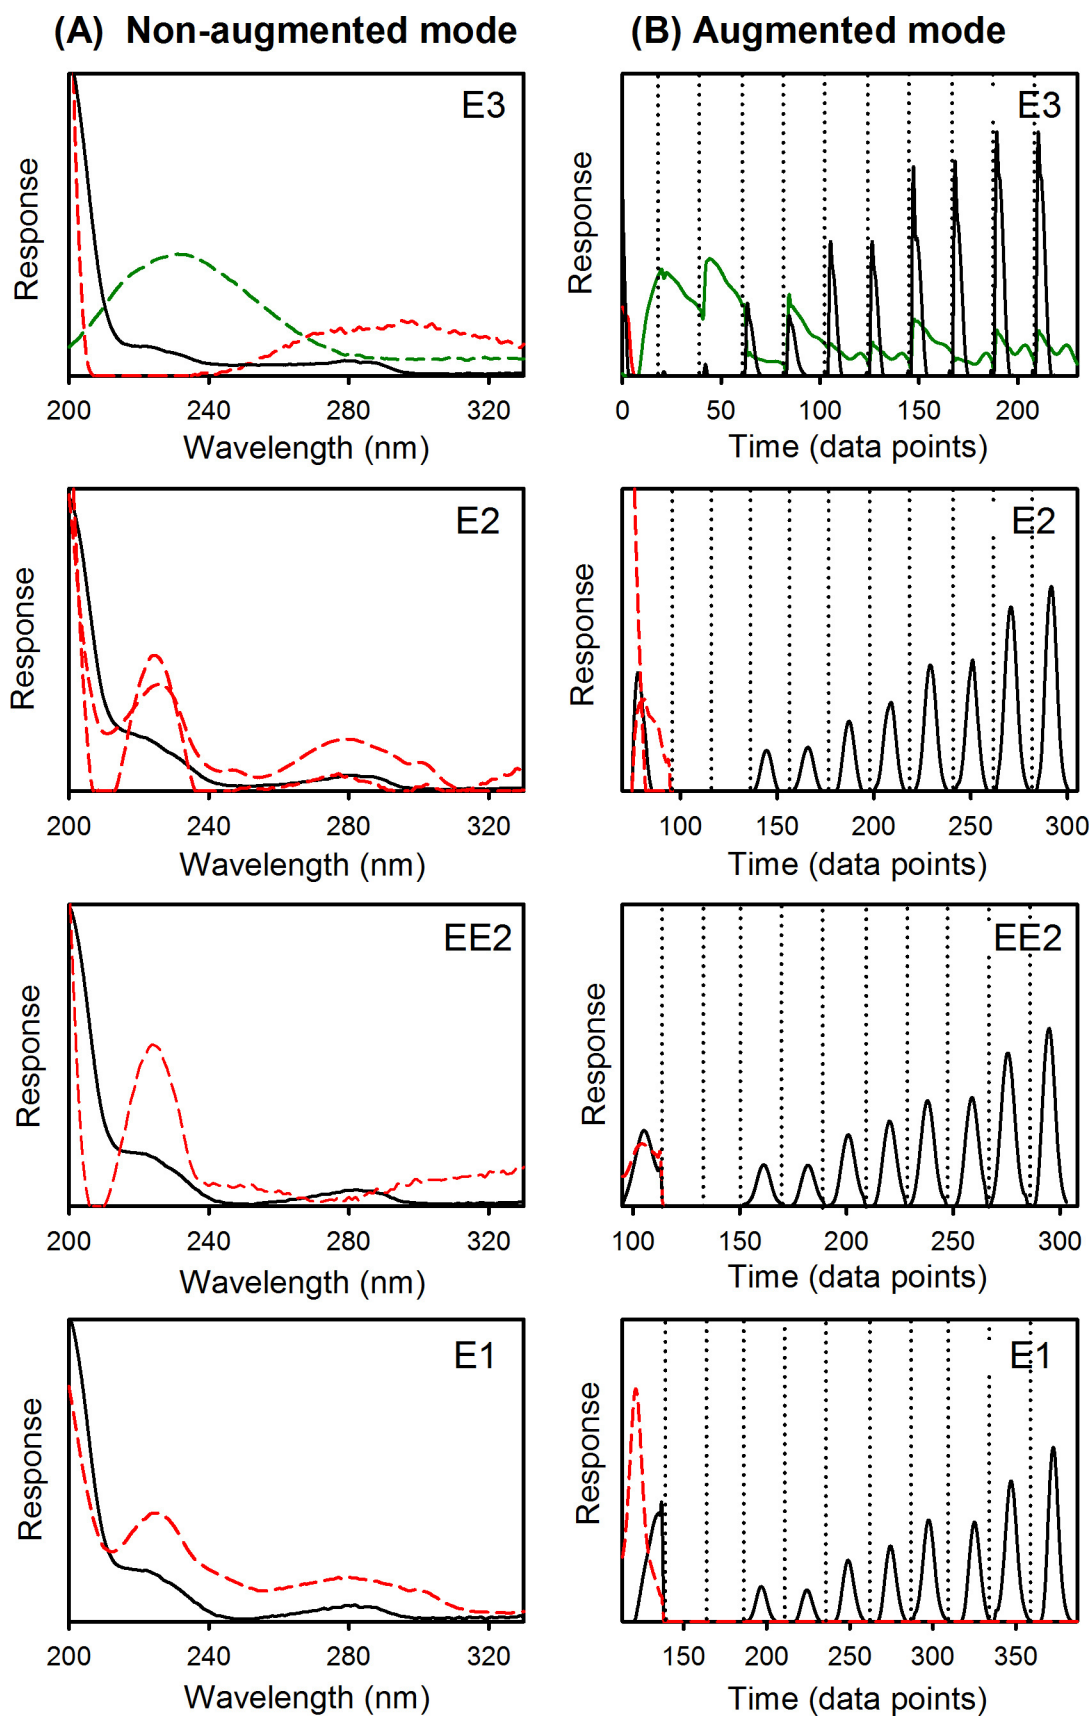 (A) Non-augmented mode
(B) Augmented mode
E3
Response
200 240 280 320
Wavelength (nm)
E3
Response
0 50 100 150 200
Time (data points)
E2
Response
200 240 280 320
Wavelength (nm)
E2
Response
100 150 200 250 300
Time (data points)
EE2
Response
200 240 280 320
Wavelength (nm)
EE2
Response
100 150 200 250 300
Time (data points)
E1
Response
200 240 280 320
Wavelength (nm)
E1
Response
150 200 250 300 350
Time (data points)